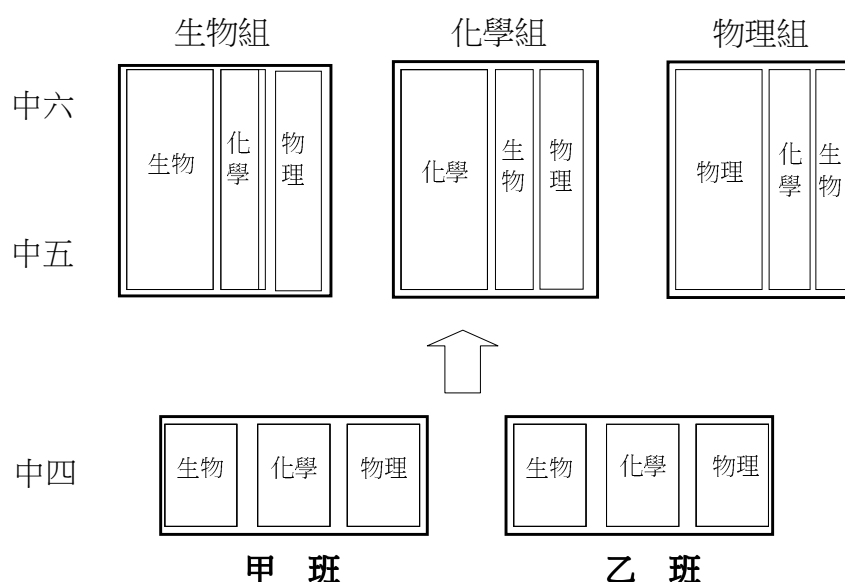 生物組 化學組 物理組
中六
生物 化學 物理 化學 生物 物理 物理 化學 生物
中五
中四 生物 化學 物理 生物 化學 物理
甲 班 乙 班